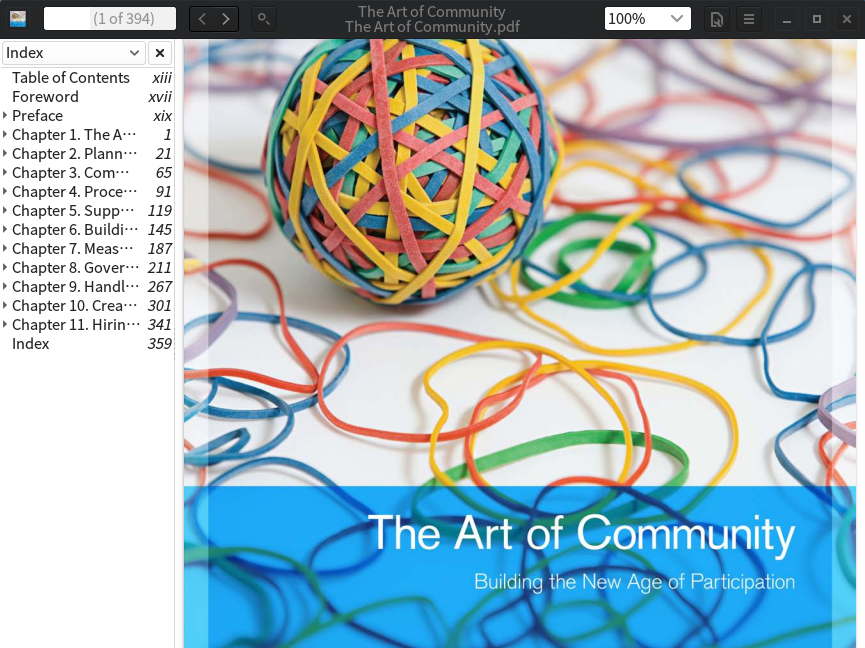 (1 of 394)
The Art of Community
The Art of Community.pdf
100%
Index
Table of Contents xiii
Foreword xvii
Preface xix
Chapter 1. The A··· 1
Chapter 2. Plann··· 21
Chapter 3. Com··· 65
Chapter 4. Proce··· 91
Chapter 5. Supp··· 119
Chapter 6. Buildi··· 145
Chapter 7. Meas··· 187
Chapter 8. Gover··· 211
Chapter 9. Handl··· 267
Chapter 10. Crea··· 301
Chapter 11. Hirin··· 341
Index 359
The Art of Community
Building the New Age of Participation